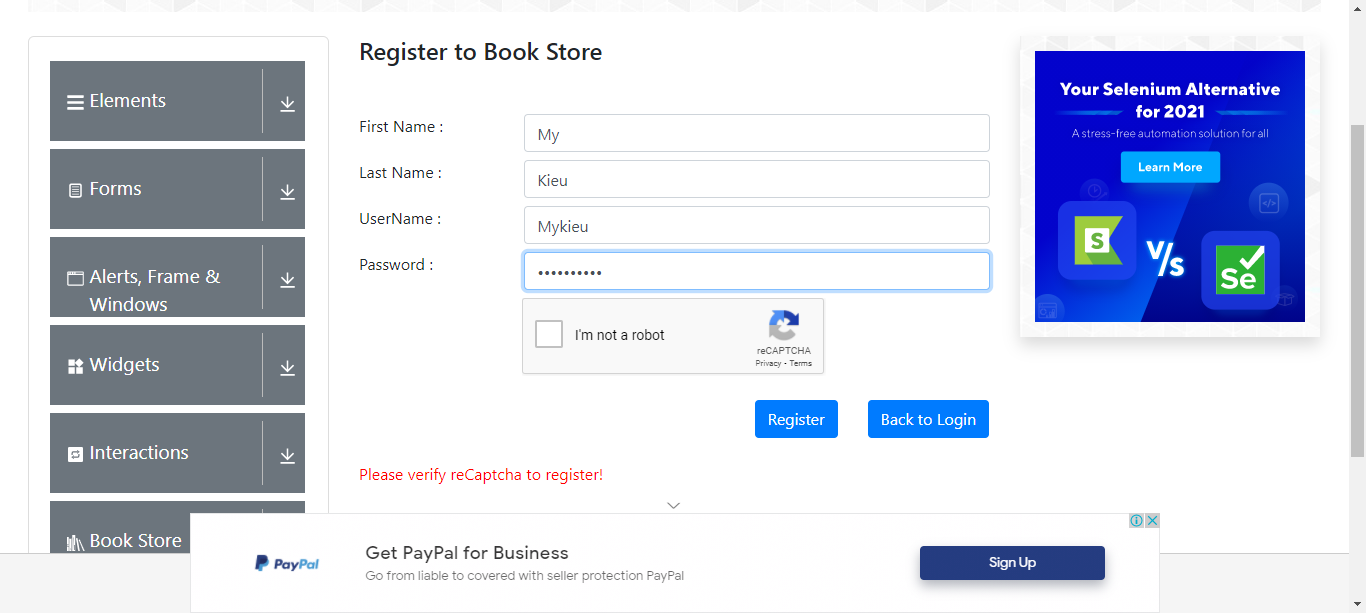 Elements
Forms
Alerts, Frame &
Windows
Widgets
Interactions
Book Store
Register to Book Store
First Name :
My
Last Name :
Kieu
UserName :
Mykieu
Password :
••••••••••
I'm not a robot
reCAPTCHA
Privacy - Terms
Register
Back to Login
Please verify reCaptcha to register!
Your Selenium Alternative
for 2021
A stress-free automation solution for all
Learn More
S
V/s
Se
PayPal
Get PayPal for Business
Go from liable to covered with seller protection PayPal
Sign Up